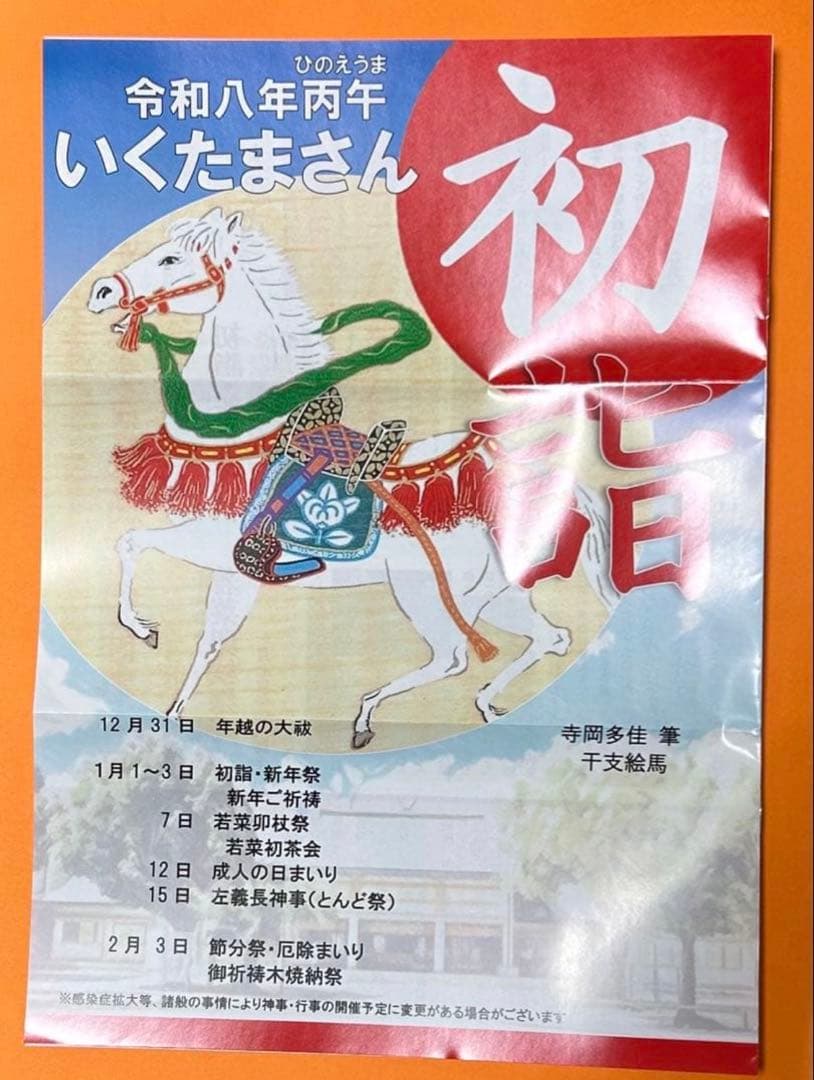 ひのえうま
令和八年丙午
いくたまさん
初詣
12月31日 年越の大祓
1月1～3日 初詣・新年祭
新年ご祈祷
7日 若菜卯杖祭
若菜初茶会
12日 成人の日まいり
15日 左義長神事(とんど祭)
2月 3日 節分祭・厄除まいり
御祈祷木焼納祭
寺岡多佳 筆
干支絵馬
※感染症拡大等、諸般の事情により神事・行事の開催予定に変更がある場合がございます